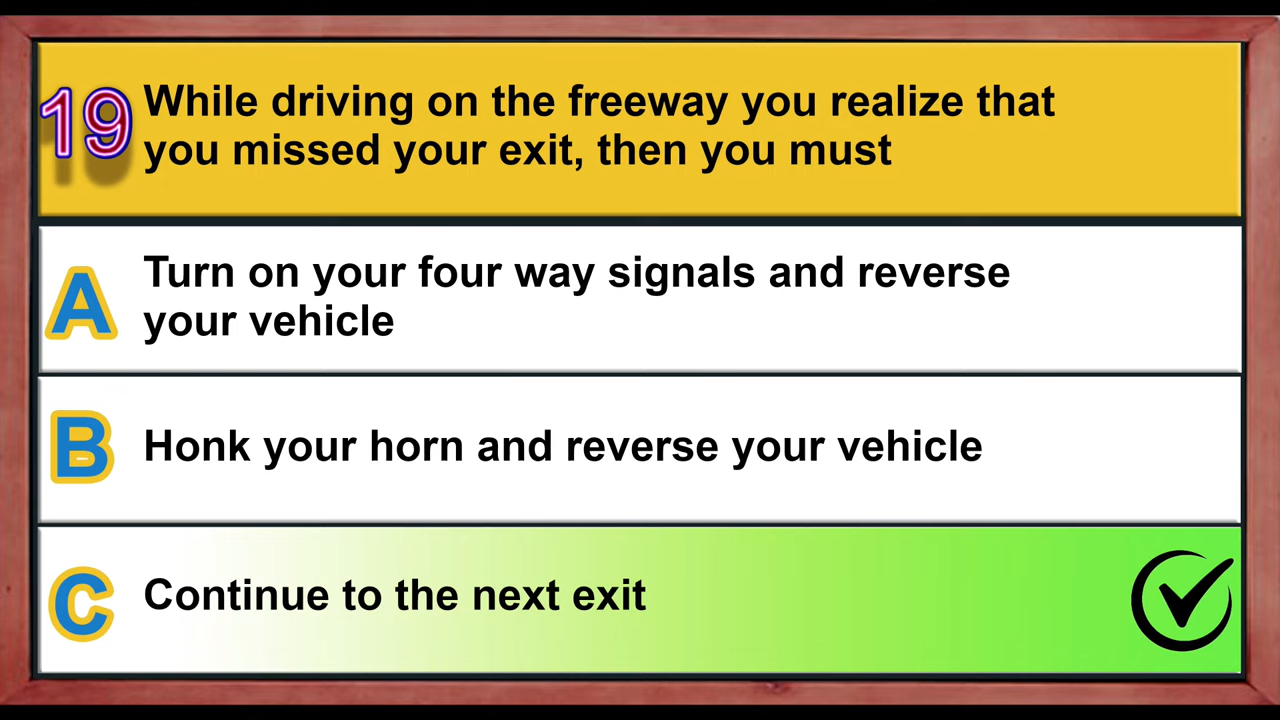 19
While driving on the freeway you realize that
you missed your exit, then you must
A
Turn on your four way signals and reverse
your vehicle
B
Honk your horn and reverse your vehicle
C
Continue to the next exit